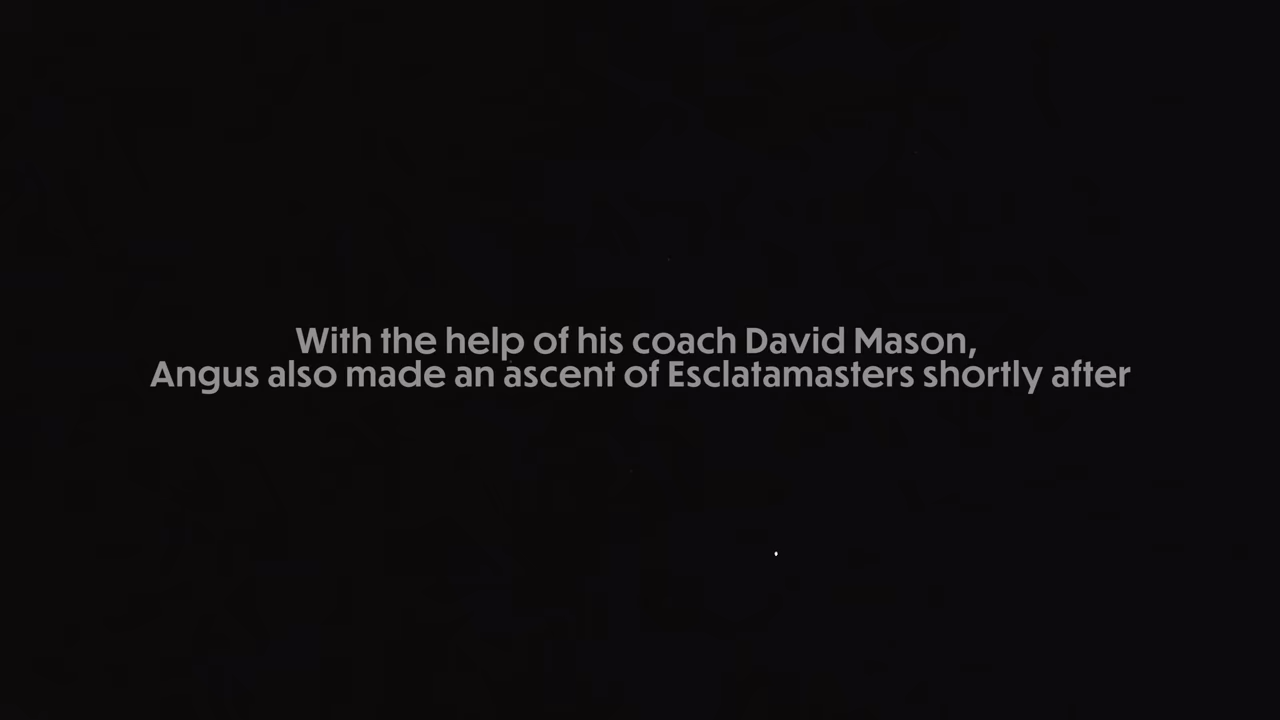 With the help of his coach David Mason,
Angus also made an ascent of Esclatamasters shortly after